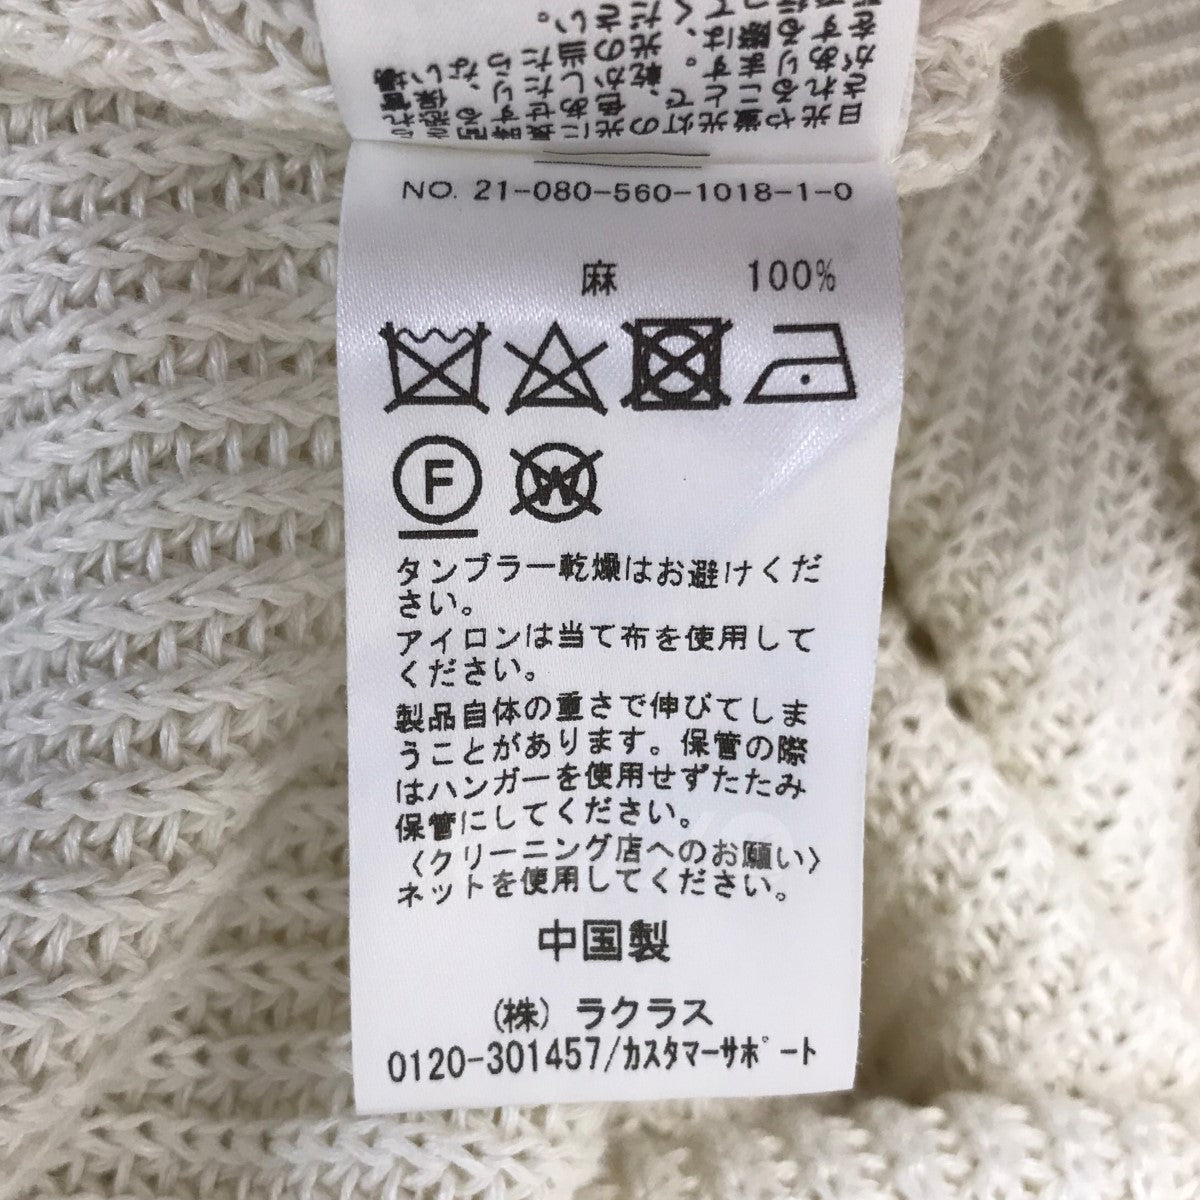 NO. 21-080-560-1018-1-0
麻 100%
F W
タンブラー乾燥はお避けくだ
さい。
アイロンは当て布を使用して
ください。
製品自体の重さで伸びてしま
うことがあります。保管の際
はハンガーを使用せずたたみ
保管にしてください。
〈クリーニング店へのお願い〉
ネットを使用してください。
中国製
(株) ラクラス
0120-301457/ｶｽﾀﾏｰｻﾎﾟｰﾄ